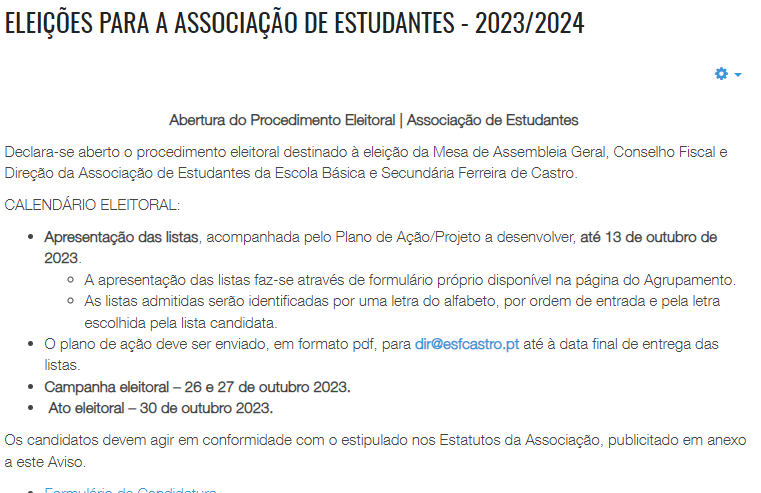 ELEIÇÕES PARA A ASSOCIAÇÃO DE ESTUDANTES - 2023/2024
Abertura do Procedimento Eleitoral | Associação de Estudantes
Declara-se aberto o procedimento eleitoral destinado à eleição da Mesa de Assembleia Geral, Conselho Fiscal e
Direção da Associação de Estudantes da Escola Básica e Secundária Ferreira de Castro.
CALENDÁRIO ELEITORAL:
Apresentação das listas, acompanhada pelo Plano de Ação/Projeto a desenvolver, até 13 de outubro de
2023.
A apresentação das listas faz-se através de formulário próprio disponível na página do Agrupamento.
As listas admitidas serão identificadas por uma letra do alfabeto, por ordem de entrada e pela letra
escolhida pela lista candidata.
O plano de ação deve ser enviado, em formato pdf, para dir@esfcastro.pt até à data final de entrega das
listas.
Campanha eleitoral – 26 e 27 de outubro 2023.
Ato eleitoral – 30 de outubro 2023.
Os candidatos devem agir em conformidade com o estipulado nos Estatutos da Associação, publicitado em anexo
a este Aviso.
Formulário de Candidatura